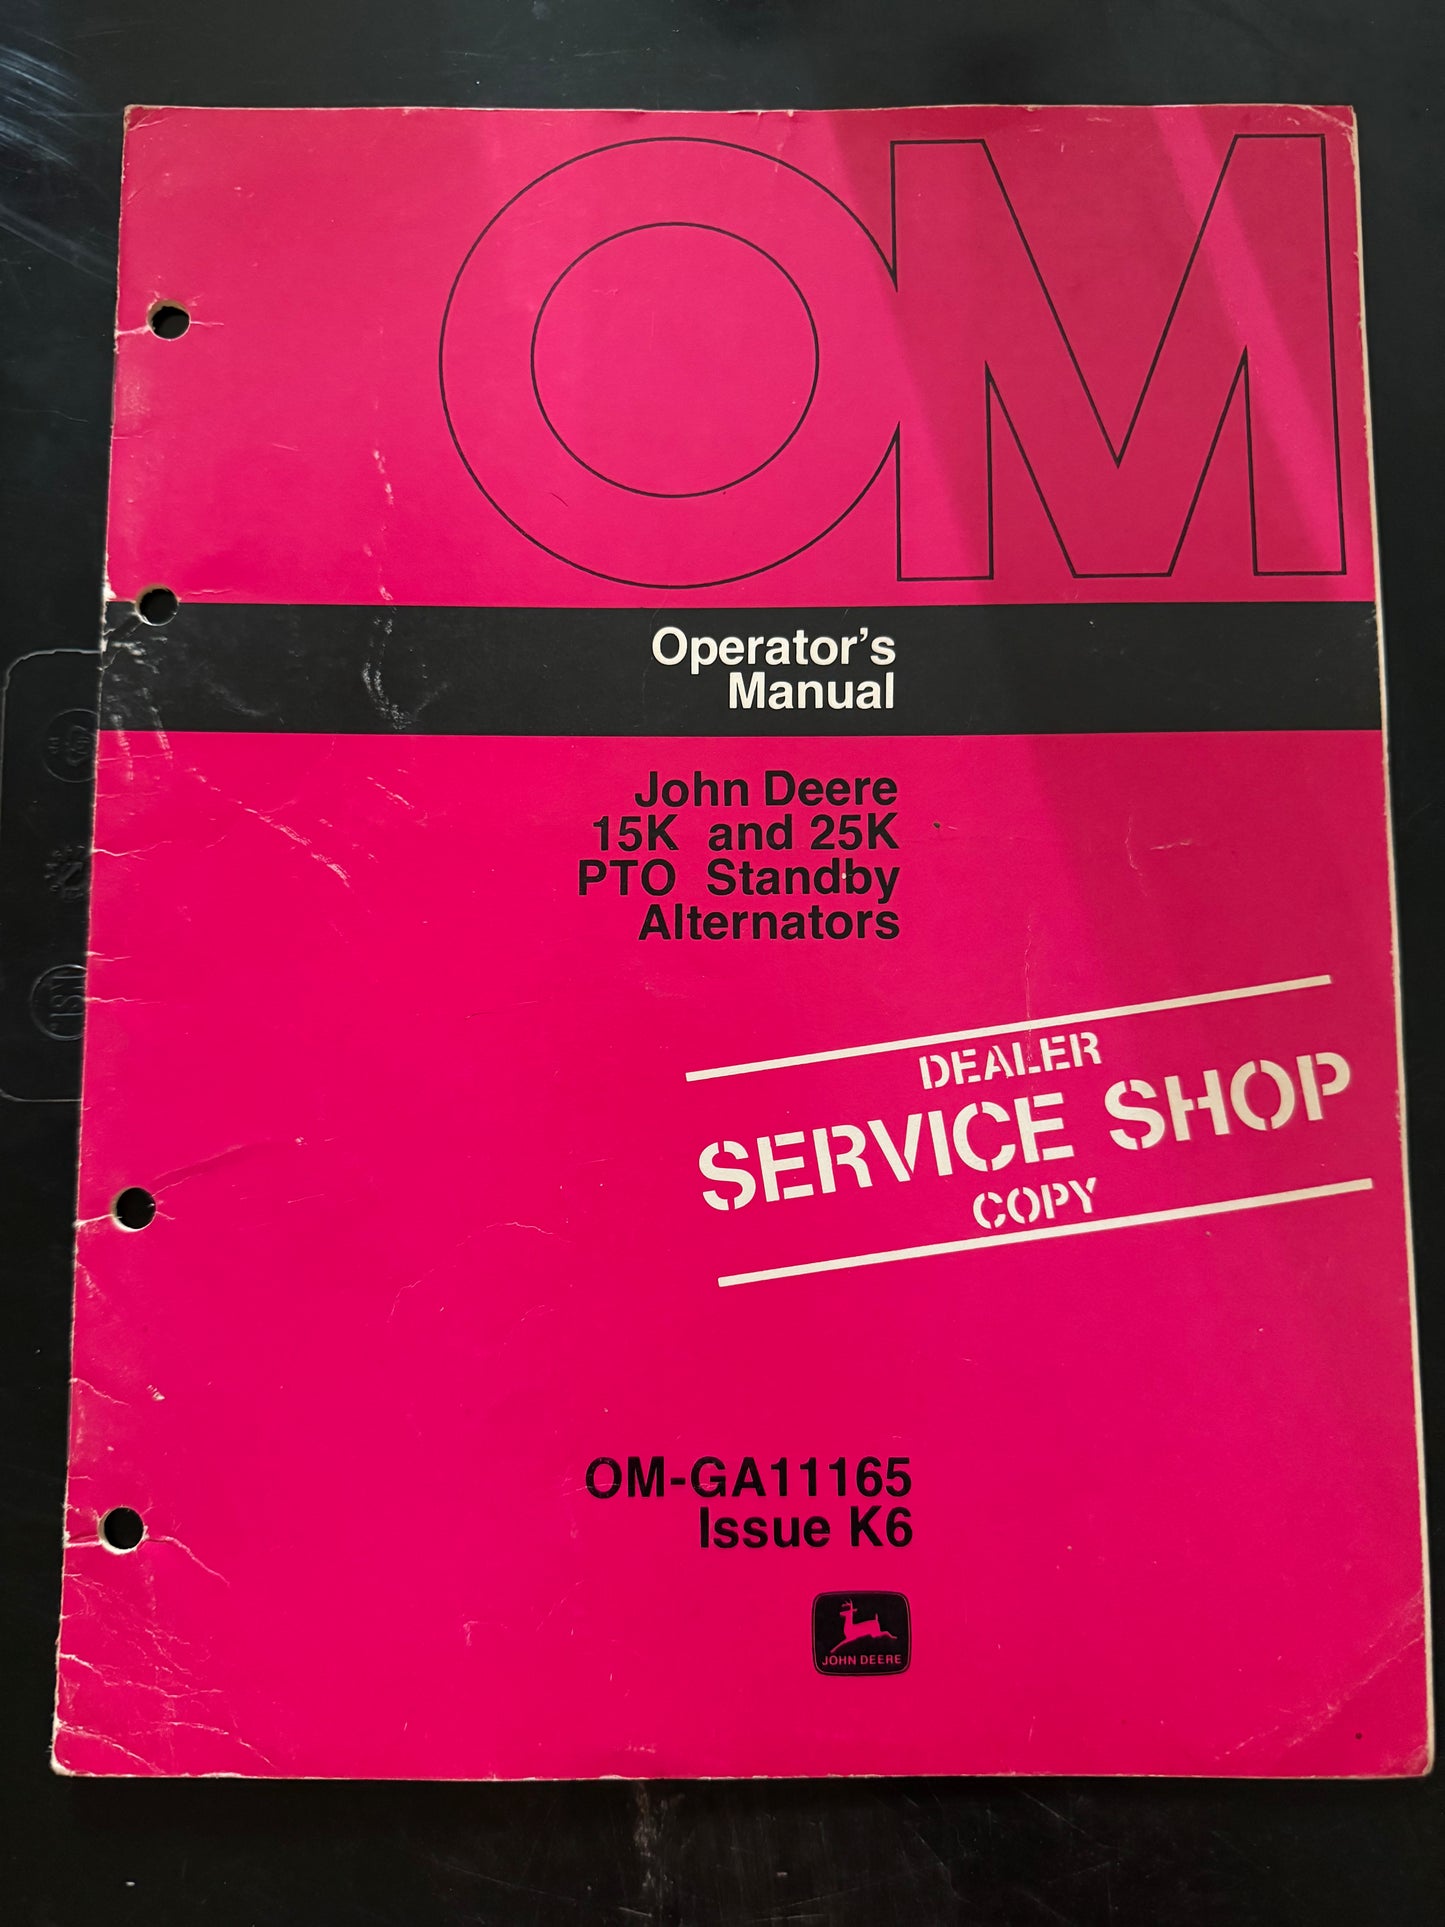 OM
Operator's
Manual
John Deere
15K and 25K
PTO Standby
Alternators
DEALER
SERVICE SHOP
COPY
OM-GA11165
Issue K6
JOHN DEERE